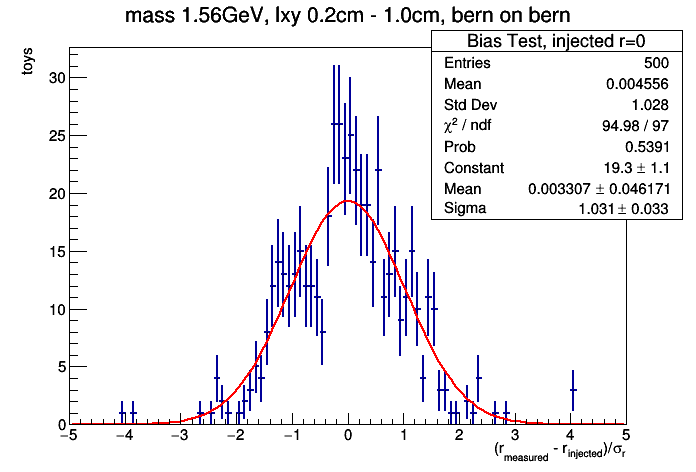 mass 1.56GeV, lxy 0.2cm - 1.0cm, bern on bern
Bias Test, injected r=0
Entries 500
Mean 0.004556
Std Dev 1.028
χ² / ndf 94.98 / 97
Prob 0.5391
Constant 19.3 ± 1.1
Mean 0.003307 ± 0.046171
Sigma 1.031 ± 0.033
toys
30
25
20
15
10
5
0
−5 −4 −3 −2 −1 0 1 2 3 4 5
(r_measured - r_injected)/σ_r